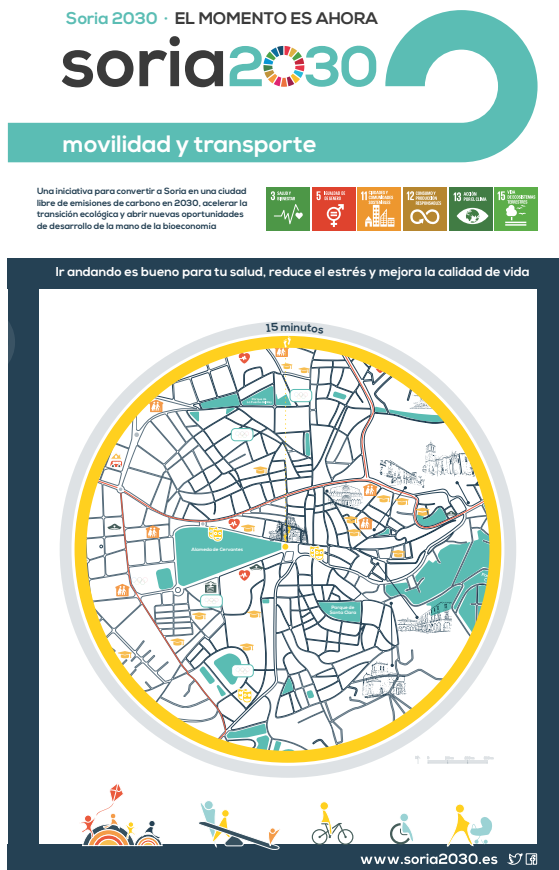 Soria 2030 · EL MOMENTO ES AHORA
soria2030
movilidad y transporte
Una iniciativa para convertir a Soria en una ciudad
libre de emisiones de carbono en 2030, acelerar la
transición ecológica y abrir nuevas oportunidades
de desarrollo de la mano de la bioeconomía
3 SALUD Y BIENESTAR
5 IGUALDAD DE GÉNERO
11 CIUDADES Y COMUNIDADES SOSTENIBLES
12 CONSUMO Y PRODUCCIÓN RESPONSABLES
13 ACCIÓN POR EL CLIMA
15 VIDA DE ECOSISTEMAS TERRESTRES
Ir andando es bueno para tu salud, reduce el estrés y mejora la calidad de vida
15 minutos
Alameda de Cervantes
Parque de
Santa Clara
www.soria2030.es